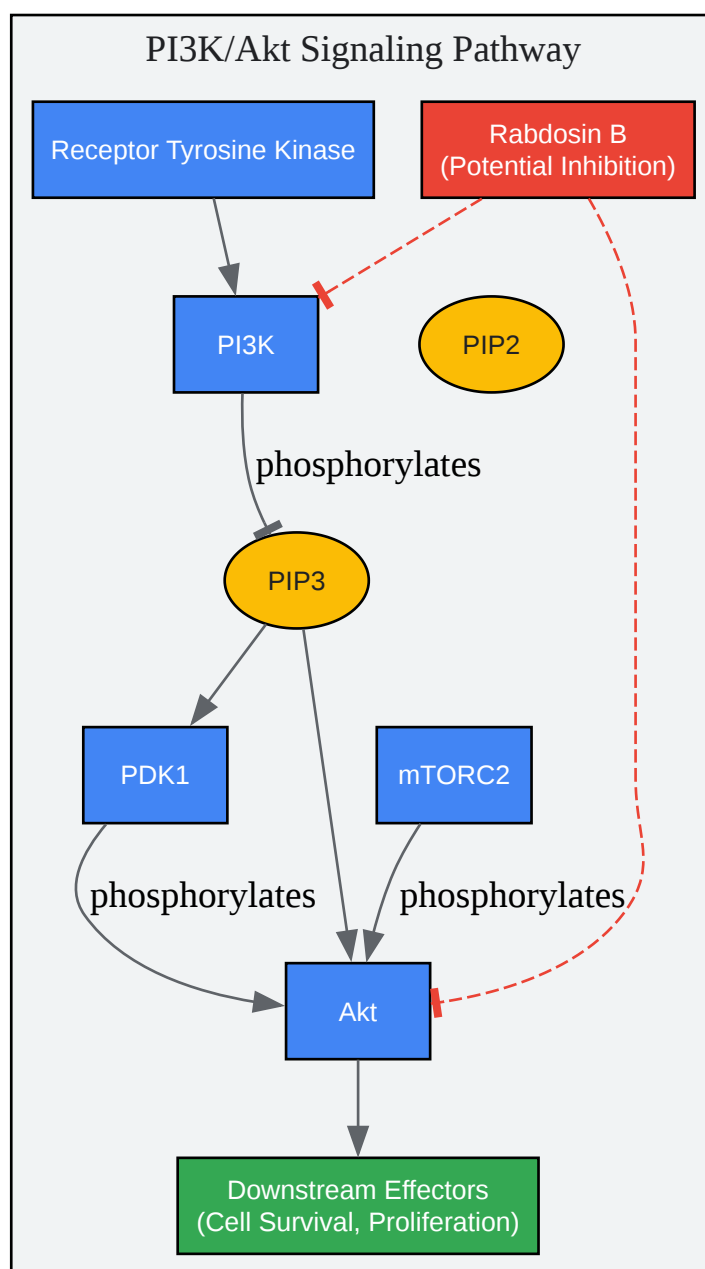 PI3K/Akt Signaling Pathway
Receptor Tyrosine Kinase
Rabdosin B
(Potential Inhibition)
PI3K
PIP2
phosphorylates
PIP3
PDK1
mTORC2
phosphorylates
phosphorylates
Akt
Downstream Effectors
(Cell Survival, Proliferation)